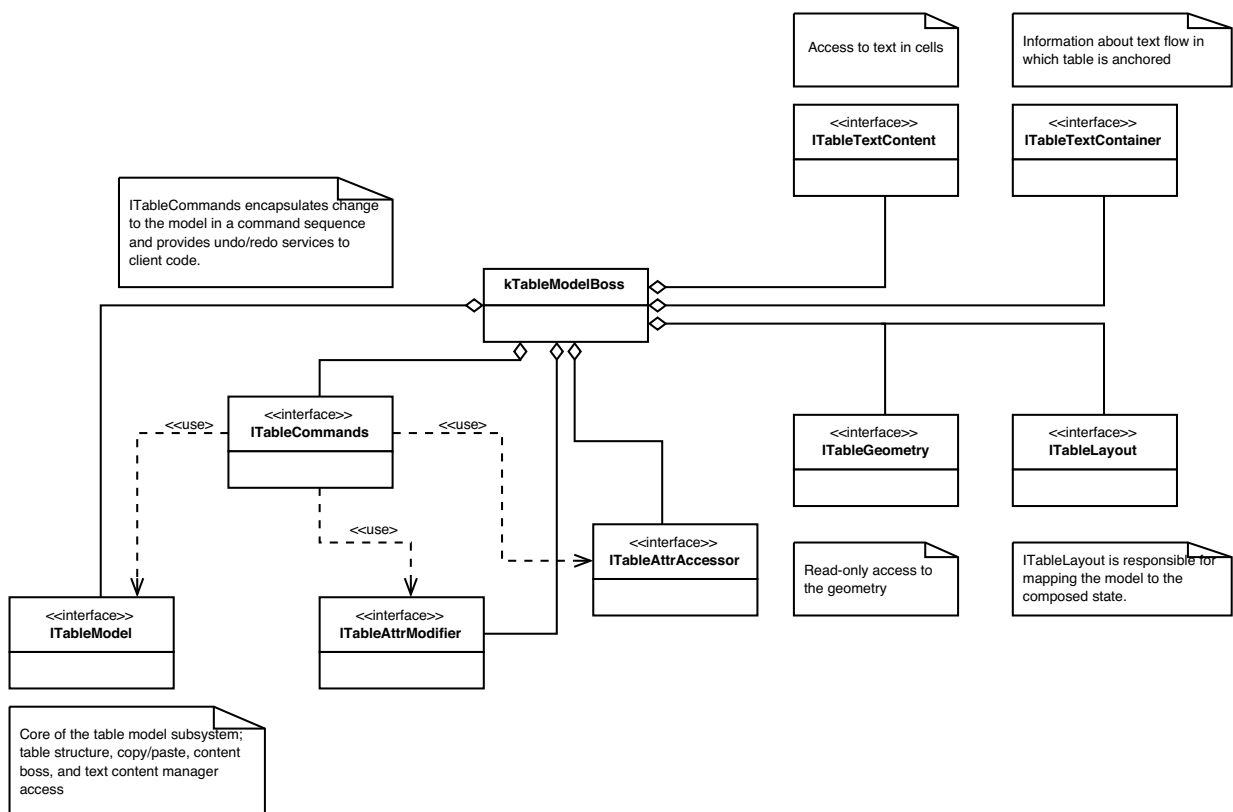 Access to text in cells
Information about text flow in
which table is anchored
<<interface>>
ITableTextContent
<<interface>>
ITableTextContainer
ITableCommands encapsulates change
to the model in a command sequence
and provides undo/redo services to
client code.
kTableModelBoss
<<interface>>
ITableCommands
<<use>>
<<use>>
<<use>>
<<interface>>
ITableGeometry
<<interface>>
ITableLayout
<<interface>>
ITableAttrAccessor
Read-only access to
the geometry
ITableLayout is responsible for
mapping the model to the
composed state.
<<interface>>
ITableModel
<<interface>>
ITableAttrModifier
Core of the table model subsystem;
table structure, copy/paste, content
boss, and text content manager
access